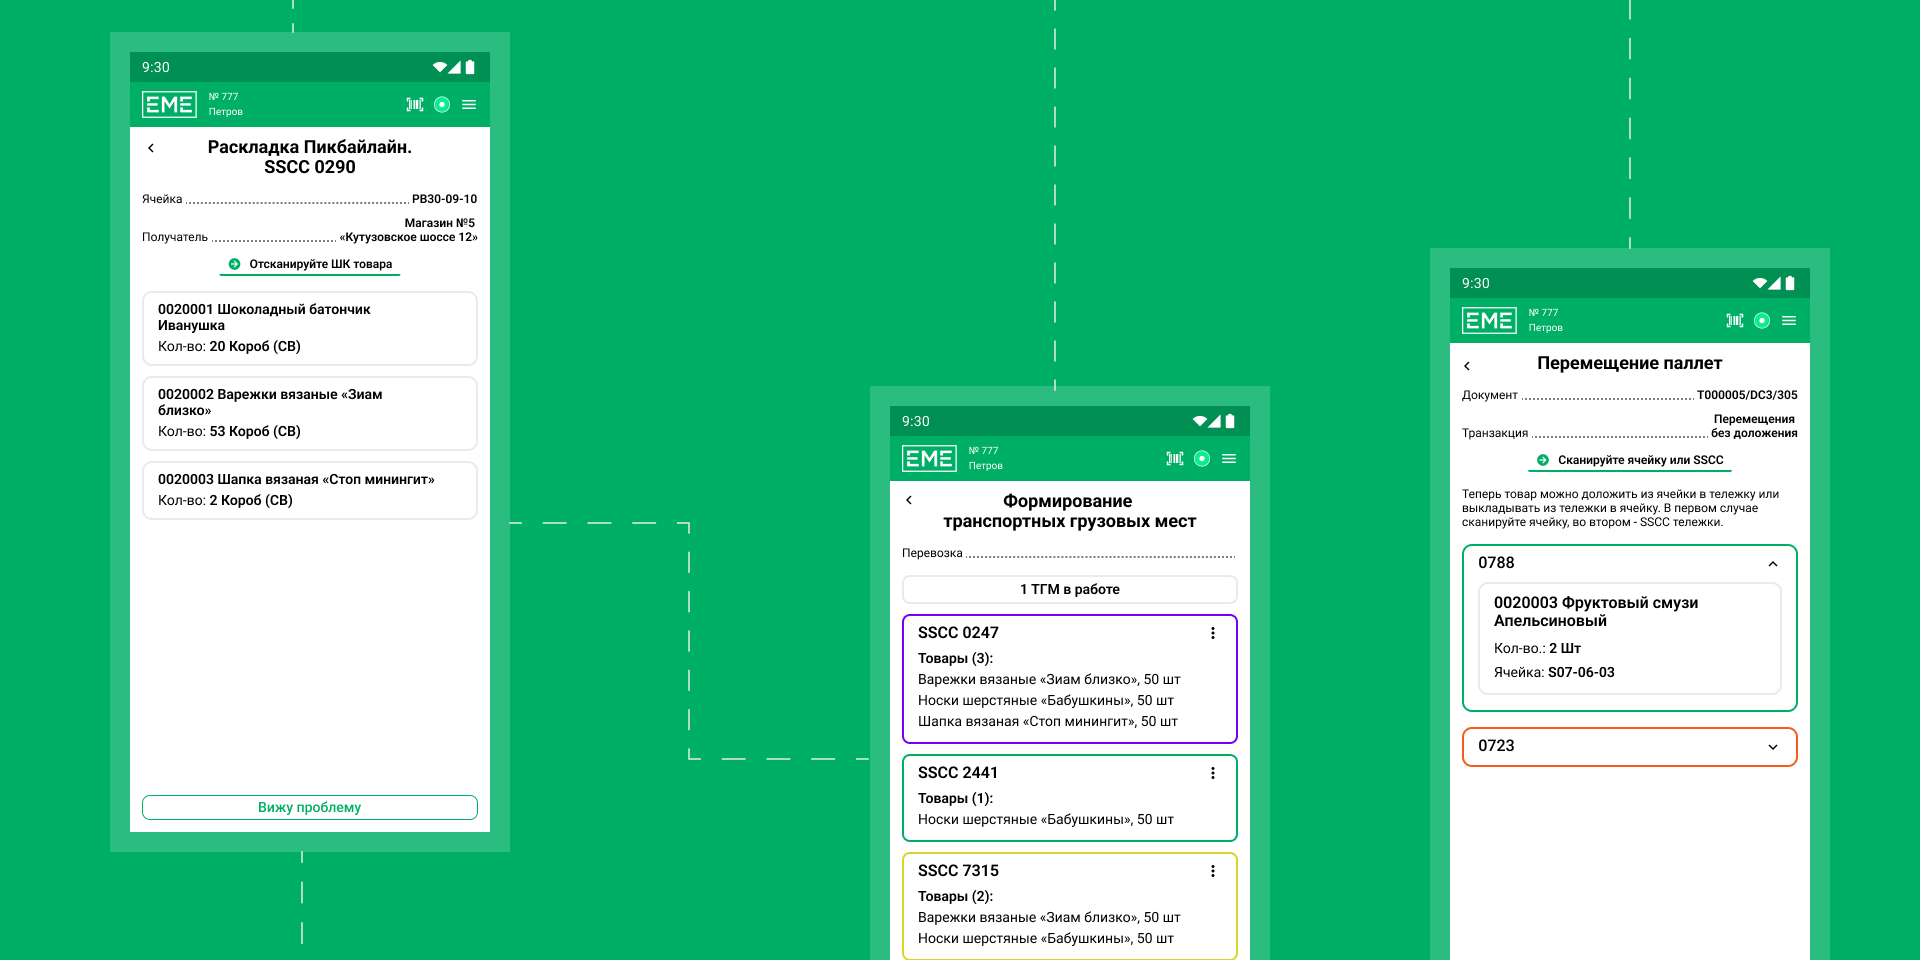 9:30
EME
№ 777
Петров
Раскладка Пикбайлайн.
SSCC 0290
Ячейка PB30-09-10
Магазин №5
Получатель «Кутузовское шоссе 12»
Отсканируйте ШК товара
0020001 Шоколадный батончик
Иванушка
Кол-во: 20 Короб (СВ)
0020002 Варежки вязаные «Зиам
близко»
Кол-во: 53 Короб (СВ)
0020003 Шапка вязаная «Стоп минингит»
Кол-во: 2 Короб (СВ)
Вижу проблему
9:30
EME
№ 777
Петров
Формирование
транспортных грузовых мест
Перевозка
1 ТГМ в работе
SSCC 0247
Товары (3):
Варежки вязаные «Зиам близко», 50 шт
Носки шерстяные «Бабушкины», 50 шт
Шапка вязаная «Стоп минингит», 50 шт
SSCC 2441
Товары (1):
Носки шерстяные «Бабушкины», 50 шт
SSCC 7315
Товары (2):
Варежки вязаные «Зиам близко», 50 шт
Носки шерстяные «Бабушкины», 50 шт
9:30
EME
№ 777
Петров
Перемещение паллет
Документ T000005/DC3/305
Перемещения
Транзакция без доложения
Сканируйте ячейку или SSCC
Теперь товар можно доложить из ячейки в тележку или
выкладывать из тележки в ячейку. В первом случае
сканируйте ячейку, во втором - SSCC тележки.
0788
0020003 Фруктовый смузи
Апельсиновый
Кол-во.: 2 Шт
Ячейка: S07-06-03
0723